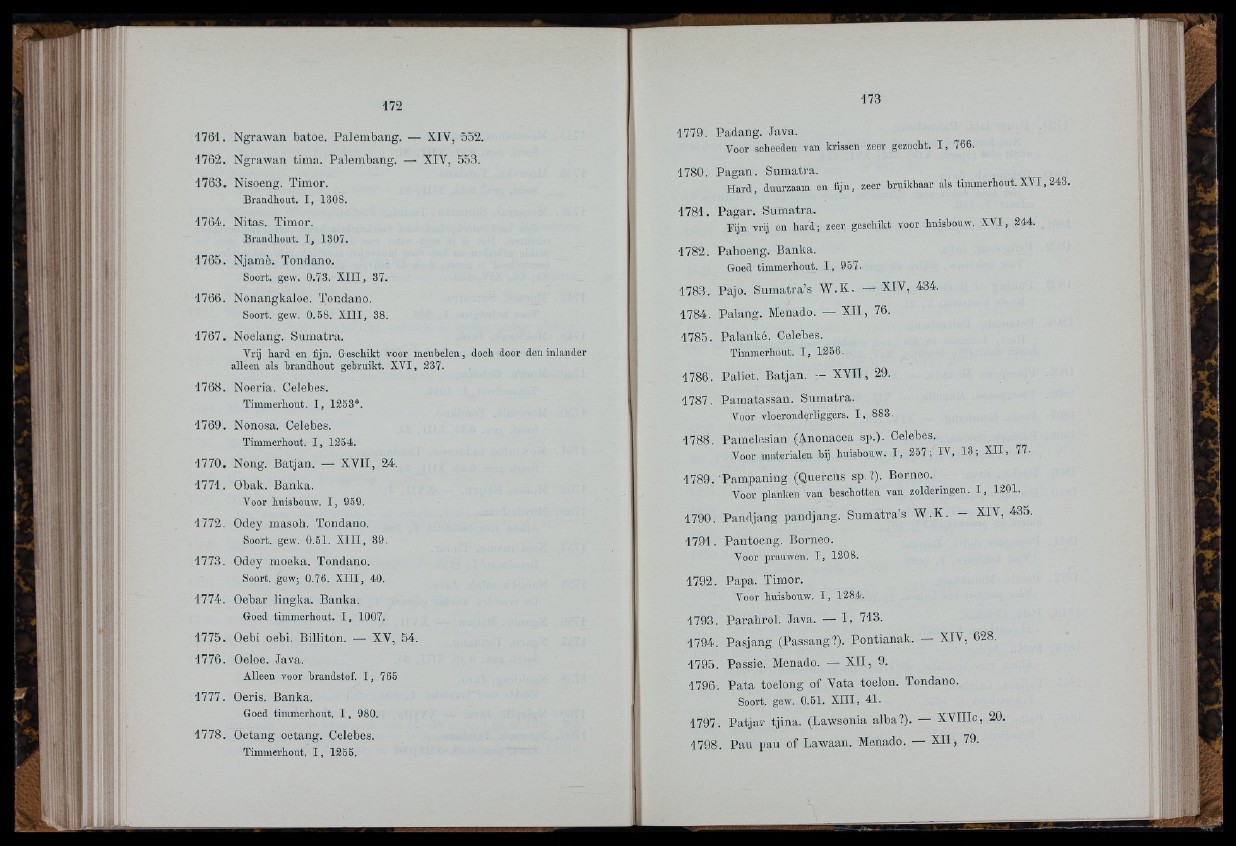 172
1761. Ngrawan batoe. Palembang. — XIV, 552.
1762. Ngrawan tima. Palembang. — XIV, 553.
1763. Nisoeng. Timor.
Brandhout. I, 1308.
1764. Nitas. Timor.
Brandhout. I, 1307.
1765. Njamè. Tondano.
Soort. gew. 0.73. XIII, 37.
1766. Nonangkaloe. Tondano.
Soort. gew. 0.58. XIII, 38.
1767. Noelang. Sumatra.
Vrij hard en fijn. Geschikt voor meubelen, doch door den inlander
alleen als brandhout gebruikt. XVI, 237.
1768. Noeria. Celebes.
Timmerhout. I, 1253*.
1769. Nonosa. Celebes.
Timmerhout. I, 1254.
1770. Nong. Batjan. — XVII, 24.
1771. Obak. Banka.
Voor huisbouw. I, 959.
1772. Odey masoh. Tondano.
Soort. gew. 0.51. XIII, 39.
1773. Odey moeka. Tondano.
Soort. gew; 0.76. XIII, 40.
1774. Oebar lingka. Banka.
Goed timmerhout. I, 1007.
1775. Oebi oebi. Billiton. — XV, 54.
1776. Oeloe. Java.
Alleen voor brandstof. I, 765
1777. Oeris. Banka.
Goed timmerhout. I, 980.
1778. Oetang oetang. Celebes.
Timmerhout. I, 1255.
173
1779. Padang. Java.
Voor scheeden van krissen zeer gezocht. I, 766.
1780. Pagan. Sumatra.
Hard, duurzaam en fijn, zeer bruikbaar als timmerhout. XVI, 243.
1781. Pagar. Sumatra.
Fijn vrij en hard; zeer geschikt voor huisbouw. XVI, 244.
1782. Pahoeng. Banka.
Goed timmerhout. I, 957.
1783. Pajo. Sumatra's W.K. — XIV, 434.
1784. Palang. Menado. — XII, 76.
1785. Palanké. Celebes.
Timmerhout. I, 1256.
1786. Paliet. Batjan. — XVII, 29.
1787. Pamatassan. Sumatra.
Voor vloeronderliggers. I, 883.
1788. Pamelesian (Anonacea sp.). Celebes.
Voor materialen bij huisbouw. I, 257; IV, 13; XII, 77.
1789. Pampaning (Quercus sp.?). Borneo.
Voor planken van beschotten van zolderingen. I, 1201.
1790. Pandjang pandjang. Sumatra's W.K. — XIV, 435.
1791. Pantoeng. Borneo.
Voor prauwen. I, 1208.
1792. Papa. Timor.
Voor huisbouw. I, 1284.
1793. Parahrol. Java. — I, 713.
1794. Pasjang (Passang?). Pontianak. — XIV, 628.
1795. Passie. Menado. — XII, 9.
1796. Pata toelong of Vata toelon. Tondano.
Soort. gew. 0.51. XIII, 41.
1797. Patjar tjina. (Lawsonia alba?). — XVIIIc, 20.
1798. Pau pau of Lawaan. Menado. — XII, 79.